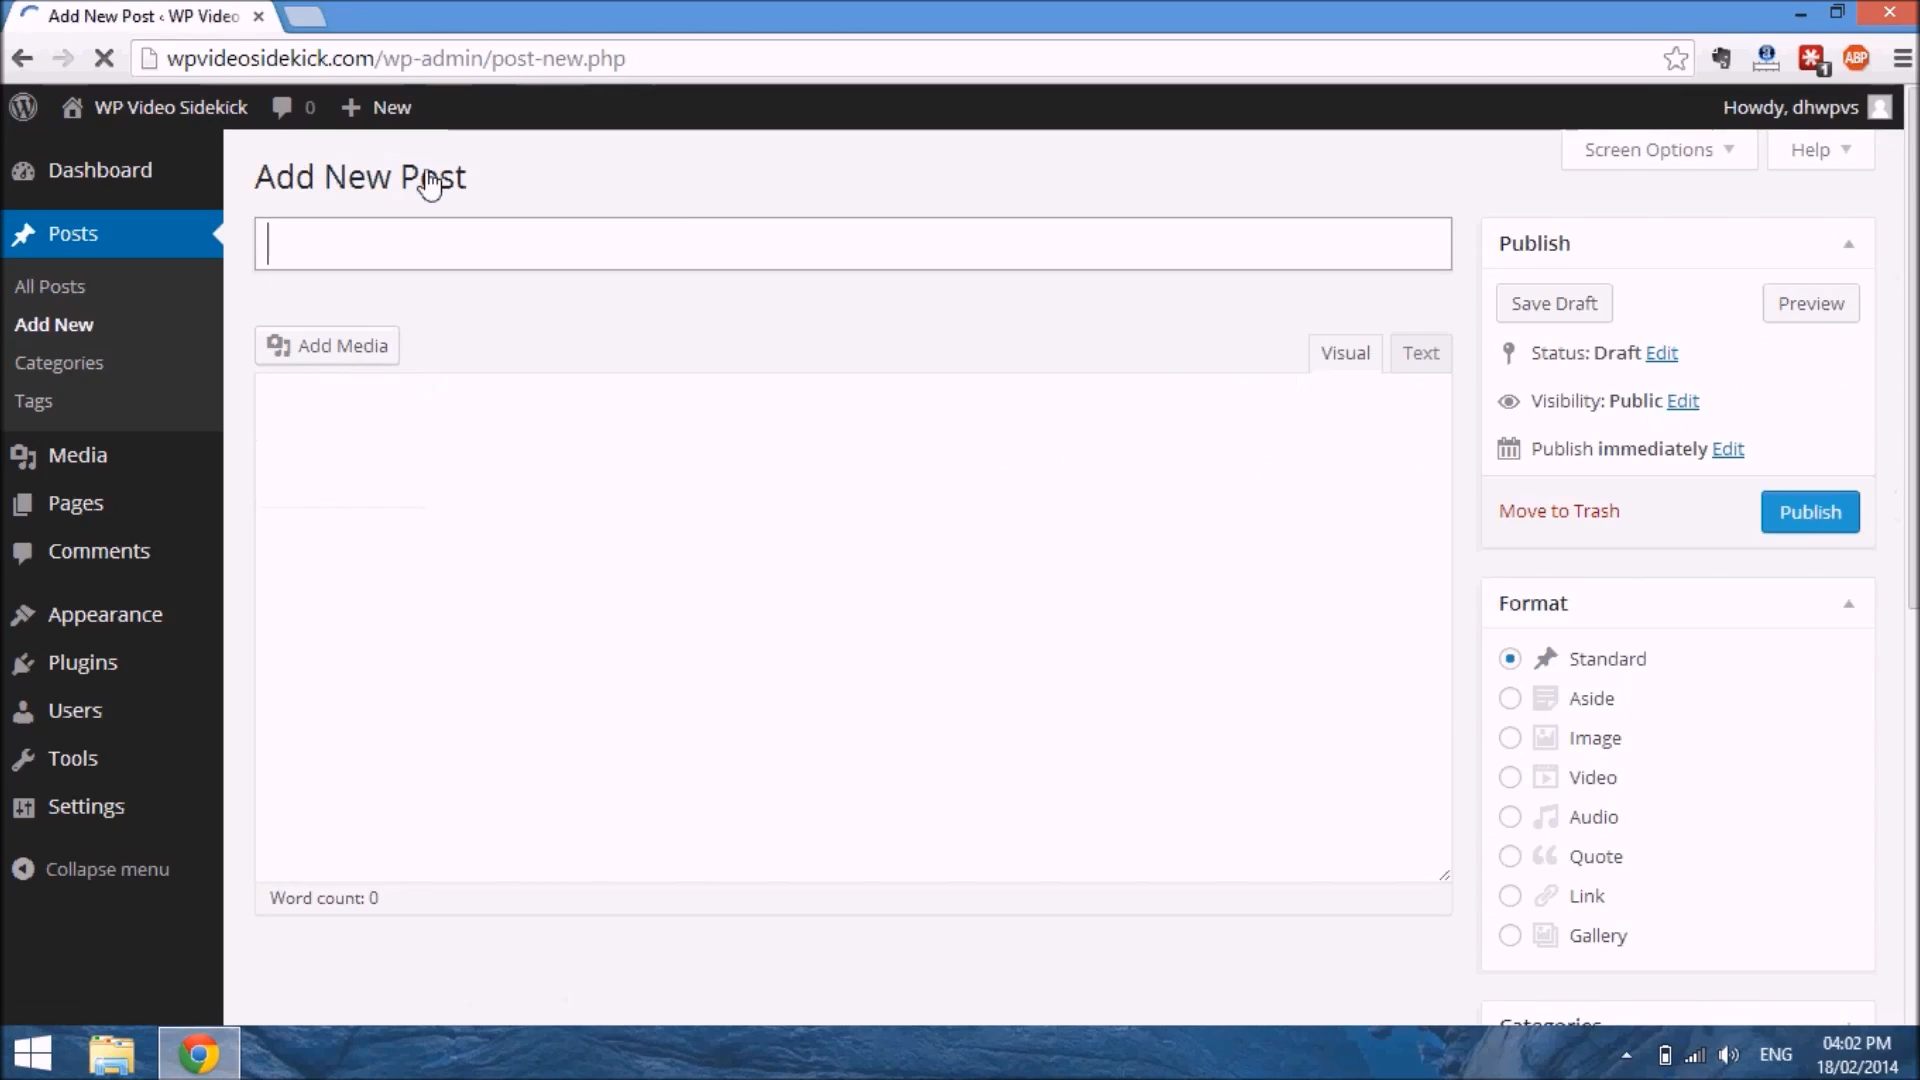 Add New Post ‹ WP Video
wpvideosidekick.com/wp-admin/post-new.php
ABP
1
WP Video Sidekick
0
New
Howdy, dhwpvs
Dashboard
Posts
All Posts
Add New
Categories
Tags
Media
Pages
Comments
Appearance
Plugins
Users
Tools
Settings
Collapse menu
Screen Options
Help
Add New Post
Add Media
Visual
Text
Word count: 0
Publish
Save Draft
Preview
Status: Draft Edit
Visibility: Public Edit
Publish immediately Edit
Move to Trash
Publish
Format
Standard
Aside
Image
Video
Audio
Quote
Link
Gallery
Categories
ENG
04:02 PM
18/02/2014